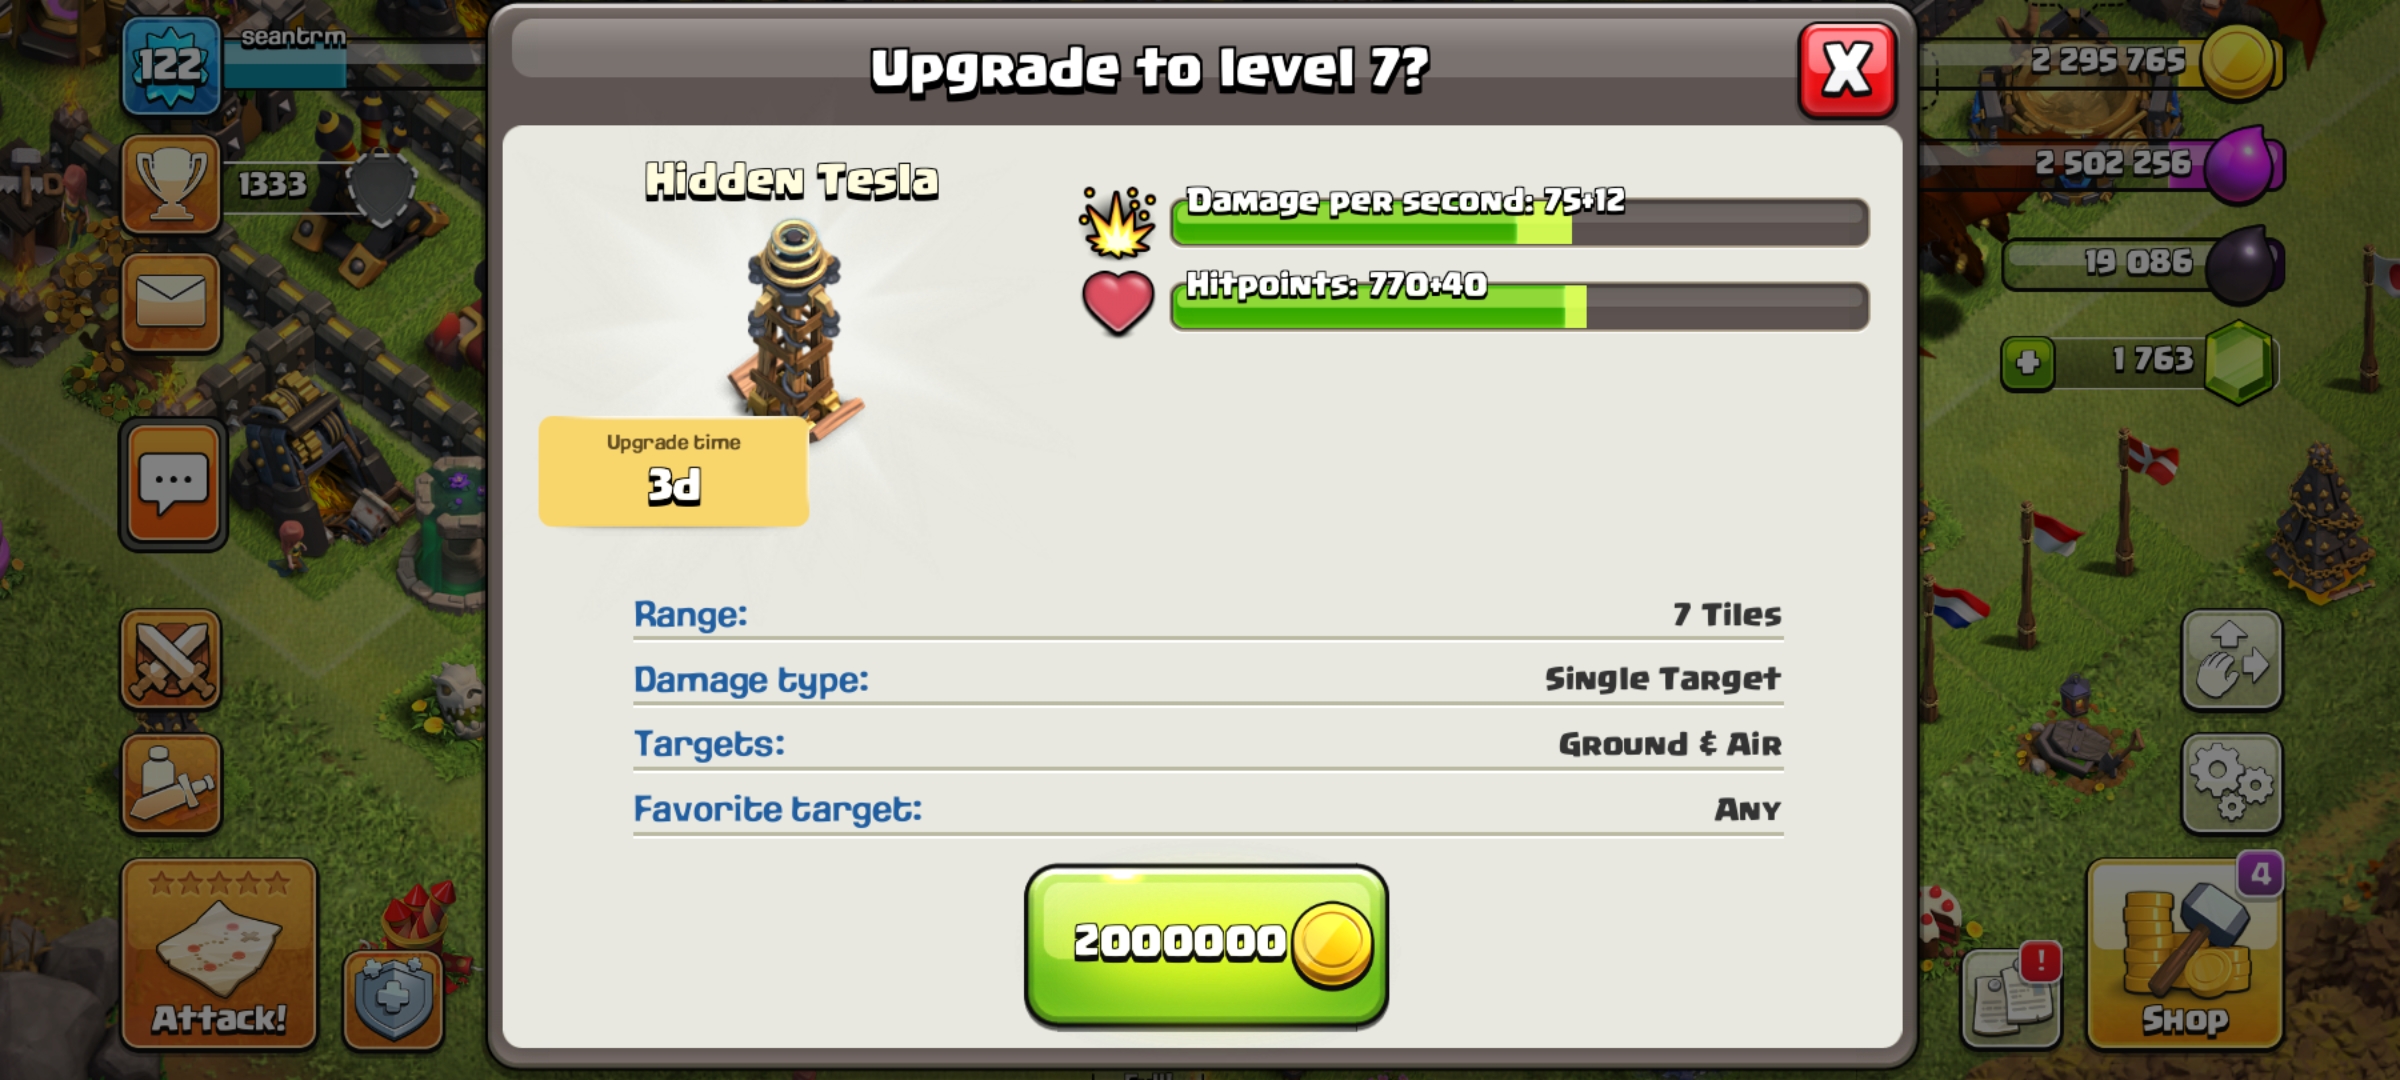 Upgrade to level 7?
X
122
seantrm
1333
2 295 765
2 502 256
19 086
1 763
Hidden Tesla
Damage per second: 75+12
Hitpoints: 770+40
Upgrade time
3d
Range: 7 Tiles
Damage type: Single Target
Targets: Ground & Air
Favorite target: Any
2000000
Attack!
4
!
Shop